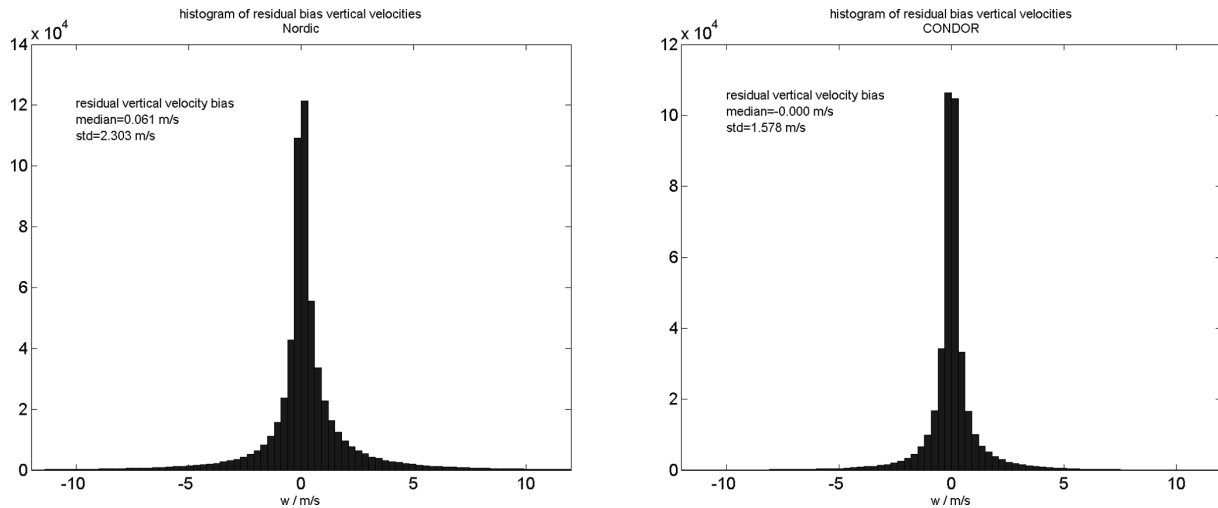 histogram of residual bias vertical velocities
Nordic
x 10^4
14
12
10
8
6
4
2
0
residual vertical velocity bias
median=0.061 m/s
std=2.303 m/s
-10
-5
0
5
10
w / m/s
histogram of residual bias vertical velocities
CONDOR
x 10^4
12
10
8
6
4
2
0
residual vertical velocity bias
median=-0.000 m/s
std=1.578 m/s
-10
-5
0
5
10
w / m/s